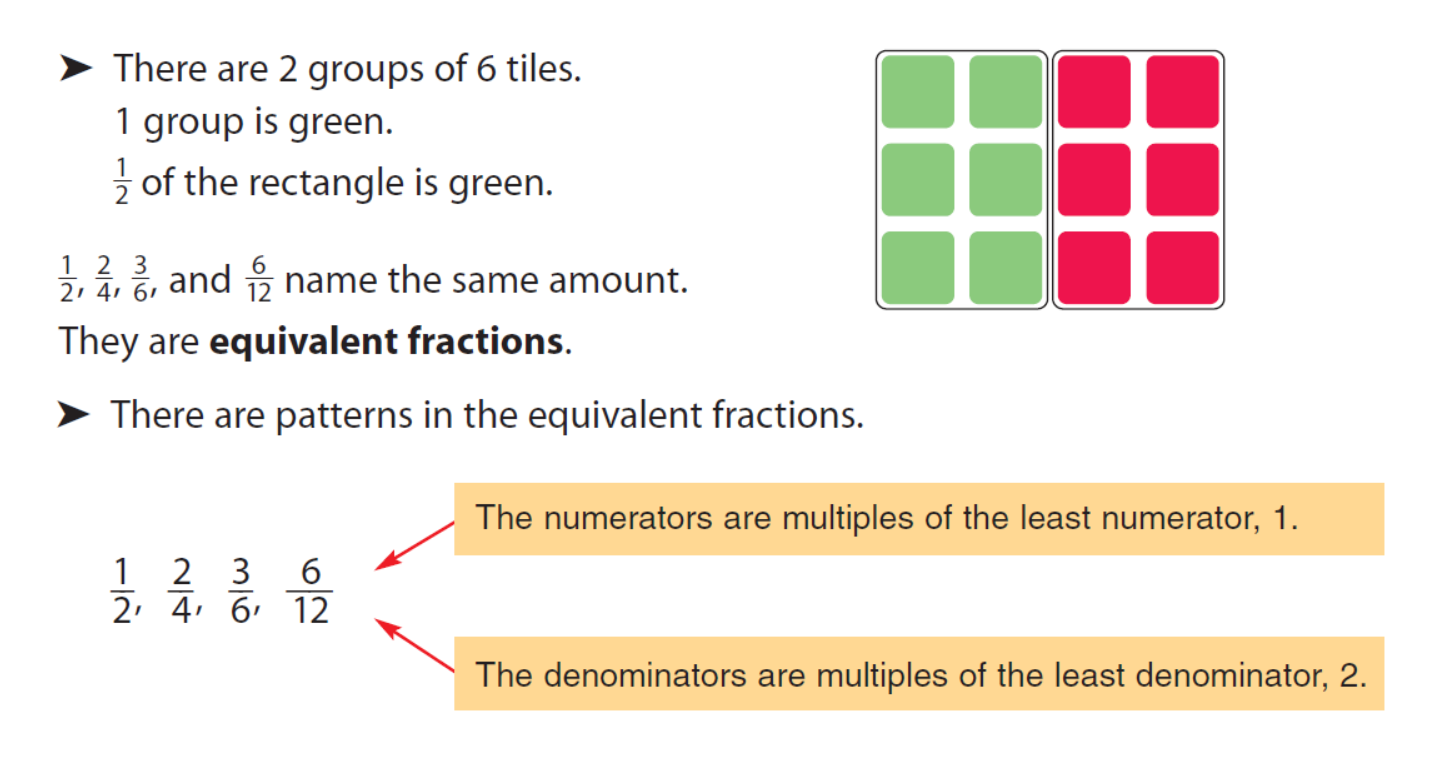 ➤ There are 2 groups of 6 tiles.
1 group is green.
1/2 of the rectangle is green.
1/2, 2/4, 3/6, and 6/12 name the same amount.
They are equivalent fractions.
➤ There are patterns in the equivalent fractions.
The numerators are multiples of the least numerator, 1.
1/2, 2/4, 3/6, 6/12
The denominators are multiples of the least denominator, 2.